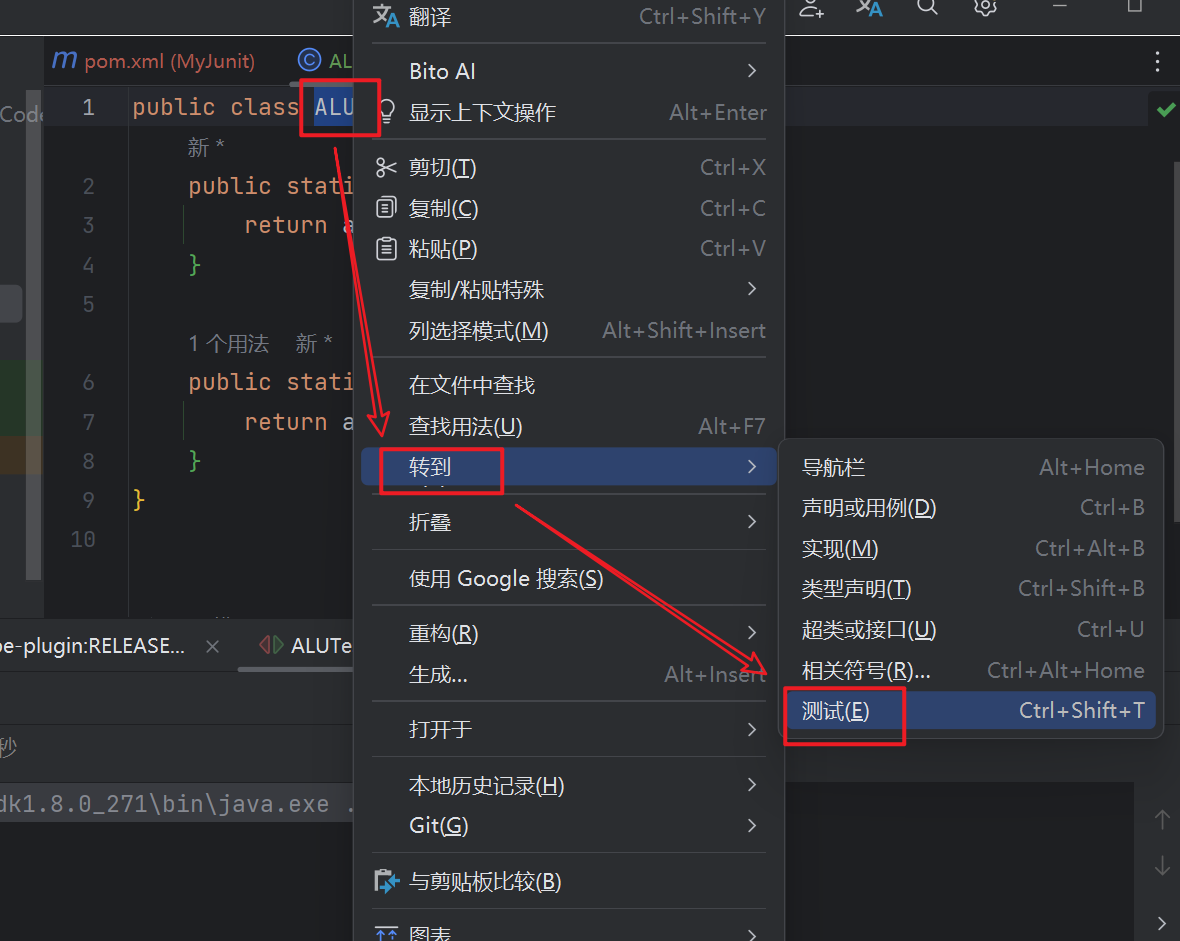 翻译 Ctrl+Shift+Y
m pom.xml (MyJunit) © AL
Bito AI
Code
1 public class ALU
显示上下文操作 Alt+Enter
新 *
剪切(T) Ctrl+X
2 public stati
复制(C) Ctrl+C
3 return a
粘贴(P) Ctrl+V
4 }
复制/粘贴特殊
5
列选择模式(M) Alt+Shift+Insert
1 个用法 新 *
6 public stati
在文件中查找
7 return a
查找用法(U) Alt+F7
8 }
转到
9 }
10
折叠
使用 Google 搜索(S)
重构(R)
生成... Alt+Insert
打开于
本地历史记录(H)
Git(G)
与剪贴板比较(B)
图表
导航栏 Alt+Home
声明或用例(D) Ctrl+B
实现(M) Ctrl+Alt+B
类型声明(T) Ctrl+Shift+B
超类或接口(U) Ctrl+U
相关符号(R)... Ctrl+Alt+Home
测试(E) Ctrl+Shift+T
pe-plugin:RELEASE... ALUTe
秒
dk1.8.0_271\bin\java.exe .